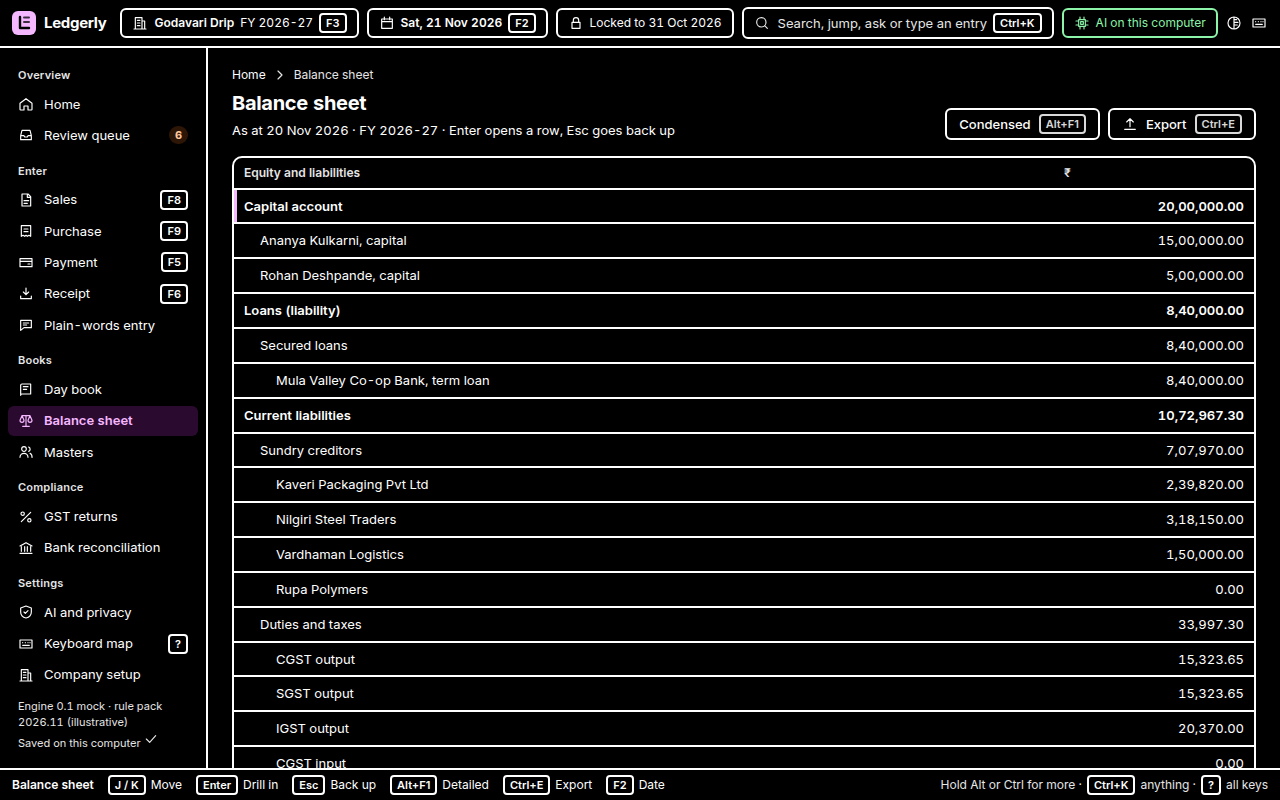 Ledgerly
Godavari Drip FY 2026-27 F3
Sat, 21 Nov 2026 F2
Locked to 31 Oct 2026
Search, jump, ask or type an entry Ctrl+K
AI on this computer
Overview
Home
Review queue 6
Enter
Sales F8
Purchase F9
Payment F5
Receipt F6
Plain-words entry
Books
Day book
Balance sheet
Masters
Compliance
GST returns
Bank reconciliation
Settings
AI and privacy
Keyboard map ?
Company setup
Engine 0.1 mock · rule pack
2026.11 (illustrative)
Saved on this computer
Home > Balance sheet
Balance sheet
As at 20 Nov 2026 · FY 2026-27 · Enter opens a row, Esc goes back up
Condensed Alt+F1
Export Ctrl+E
Equity and liabilities ₹
Capital account 20,00,000.00
Ananya Kulkarni, capital 15,00,000.00
Rohan Deshpande, capital 5,00,000.00
Loans (liability) 8,40,000.00
Secured loans 8,40,000.00
Mula Valley Co-op Bank, term loan 8,40,000.00
Current liabilities 10,72,967.30
Sundry creditors 7,07,970.00
Kaveri Packaging Pvt Ltd 2,39,820.00
Nilgiri Steel Traders 3,18,150.00
Vardhaman Logistics 1,50,000.00
Rupa Polymers 0.00
Duties and taxes 33,997.30
CGST output 15,323.65
SGST output 15,323.65
IGST output 20,370.00
CGST input 0.00
Balance sheet J / K Move Enter Drill in Esc Back up Alt+F1 Detailed Ctrl+E Export F2 Date
Hold Alt or Ctrl for more · Ctrl+K anything · ? all keys